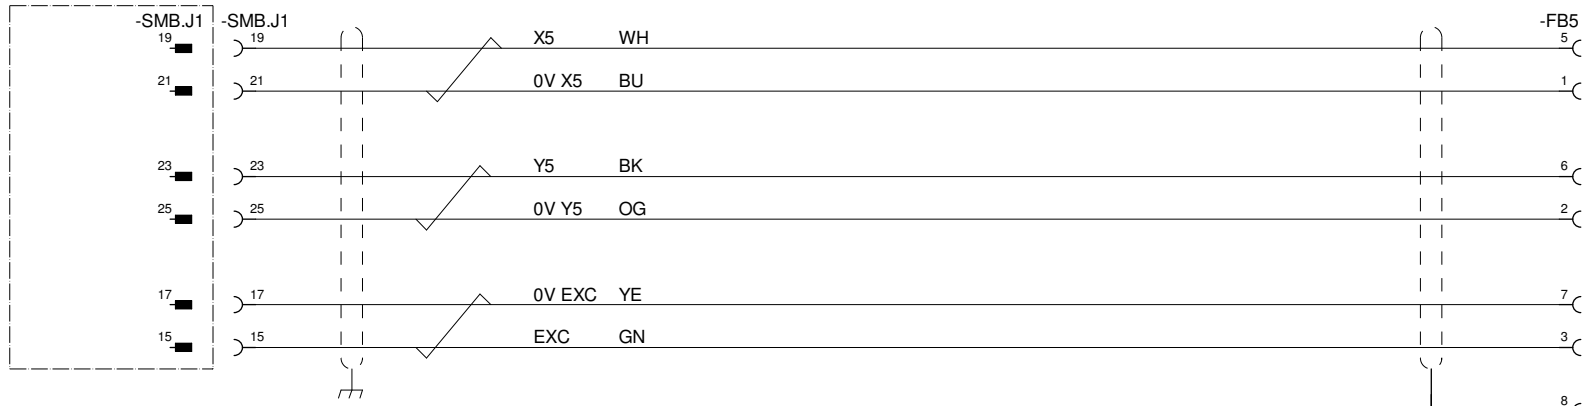 -SMB.J1 -SMB.J1 -FB5
19 19 X5 WH 5
21 21 0V X5 BU 1
23 23 Y5 BK 6
25 25 0V Y5 OG 2
17 17 0V EXC YE 7
15 15 EXC GN 3
8